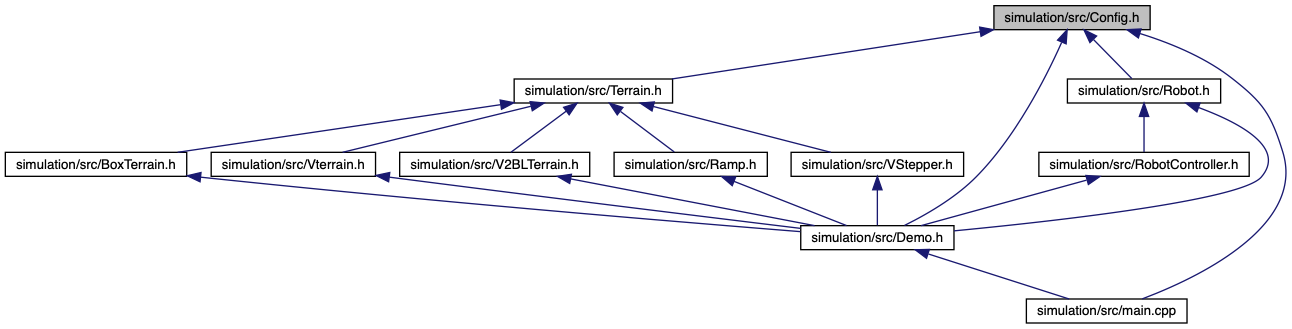 simulation/src/Config.h
simulation/src/Terrain.h
simulation/src/Robot.h
simulation/src/BoxTerrain.h
simulation/src/Vterrain.h
simulation/src/V2BLTerrain.h
simulation/src/Ramp.h
simulation/src/VStepper.h
simulation/src/RobotController.h
simulation/src/Demo.h
simulation/src/main.cpp